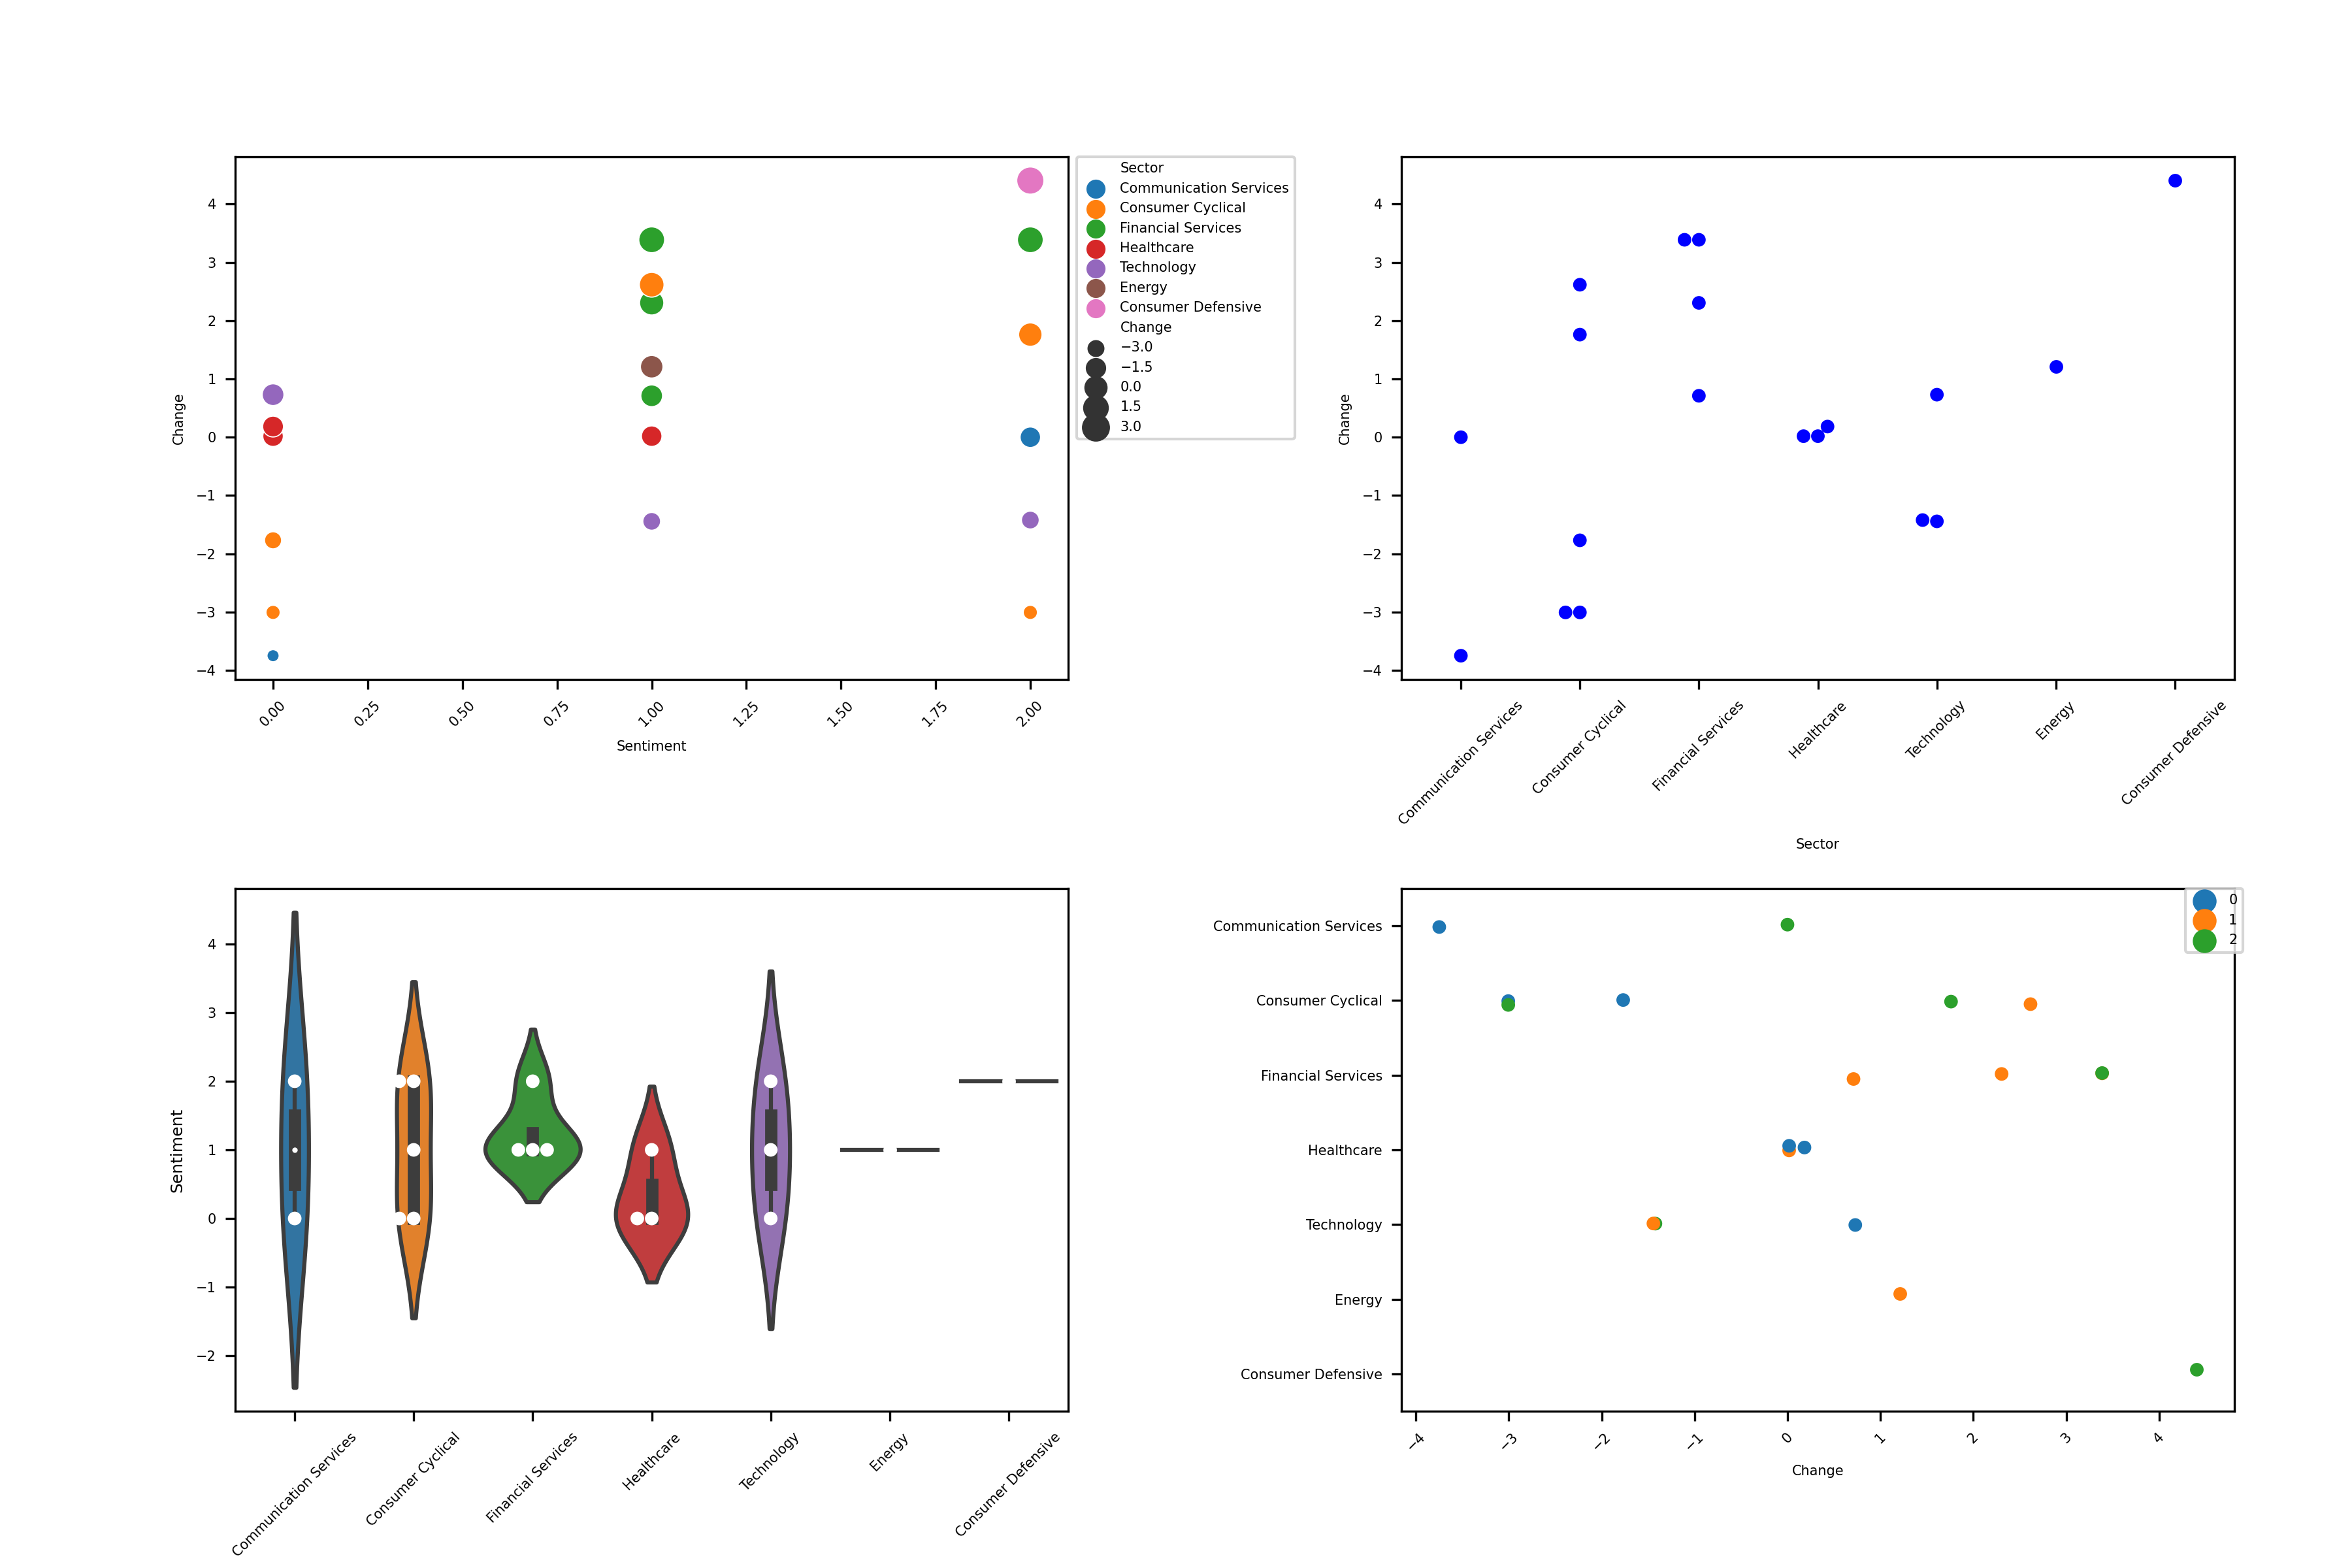 4
3
2
1
0
−1
−2
−3
−4
Change
0.00
0.25
0.50
0.75
1.00
1.25
1.50
1.75
2.00
Sentiment
Sector
Communication Services
Consumer Cyclical
Financial Services
Healthcare
Technology
Energy
Consumer Defensive
Change
−3.0
−1.5
0.0
1.5
3.0
4
3
2
1
0
−1
−2
−3
−4
Change
Communication Services
Consumer Cyclical
Financial Services
Healthcare
Technology
Energy
Consumer Defensive
Sector
4
3
2
1
0
−1
−2
Sentiment
Communication Services
Consumer Cyclical
Financial Services
Healthcare
Technology
Energy
Consumer Defensive
Communication Services
Consumer Cyclical
Financial Services
Healthcare
Technology
Energy
Consumer Defensive
0
1
2
−4
−3
−2
−1
0
1
2
3
4
Change